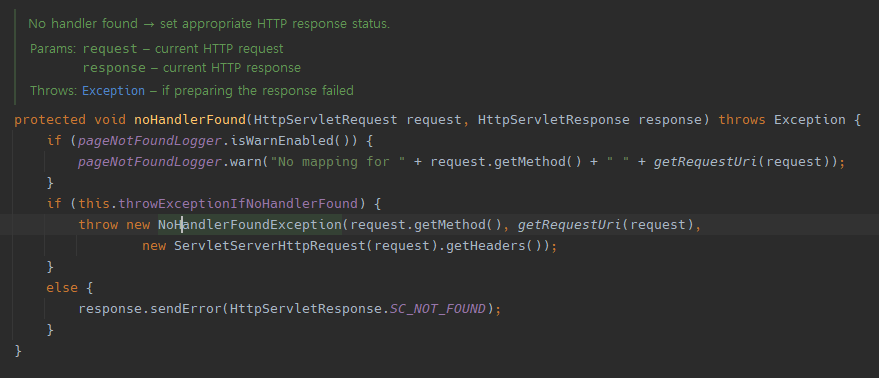 No handler found → set appropriate HTTP response status.
Params: request – current HTTP request
response – current HTTP response
Throws: Exception – if preparing the response failed
protected void noHandlerFound(HttpServletRequest request, HttpServletResponse response) throws Exception {
if (pageNotFoundLogger.isWarnEnabled()) {
pageNotFoundLogger.warn("No mapping for " + request.getMethod() + " " + getRequestUri(request));
}
if (this.throwExceptionIfNoHandlerFound) {
throw new NoHandlerFoundException(request.getMethod(), getRequestUri(request),
new ServletServerHttpRequest(request).getHeaders());
}
else {
response.sendError(HttpServletResponse.SC_NOT_FOUND);
}
}